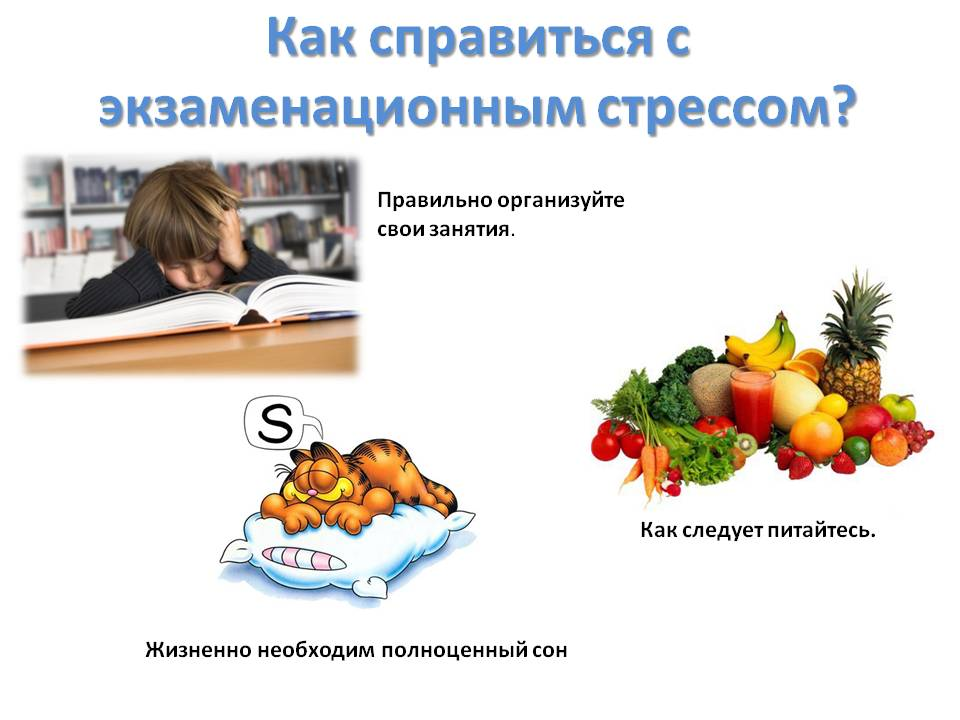 Как справиться с
экзаменационным стрессом?
Правильно организуйте
свои занятия.
S
Как следует питайтесь.
Жизненно необходим полноценный сон